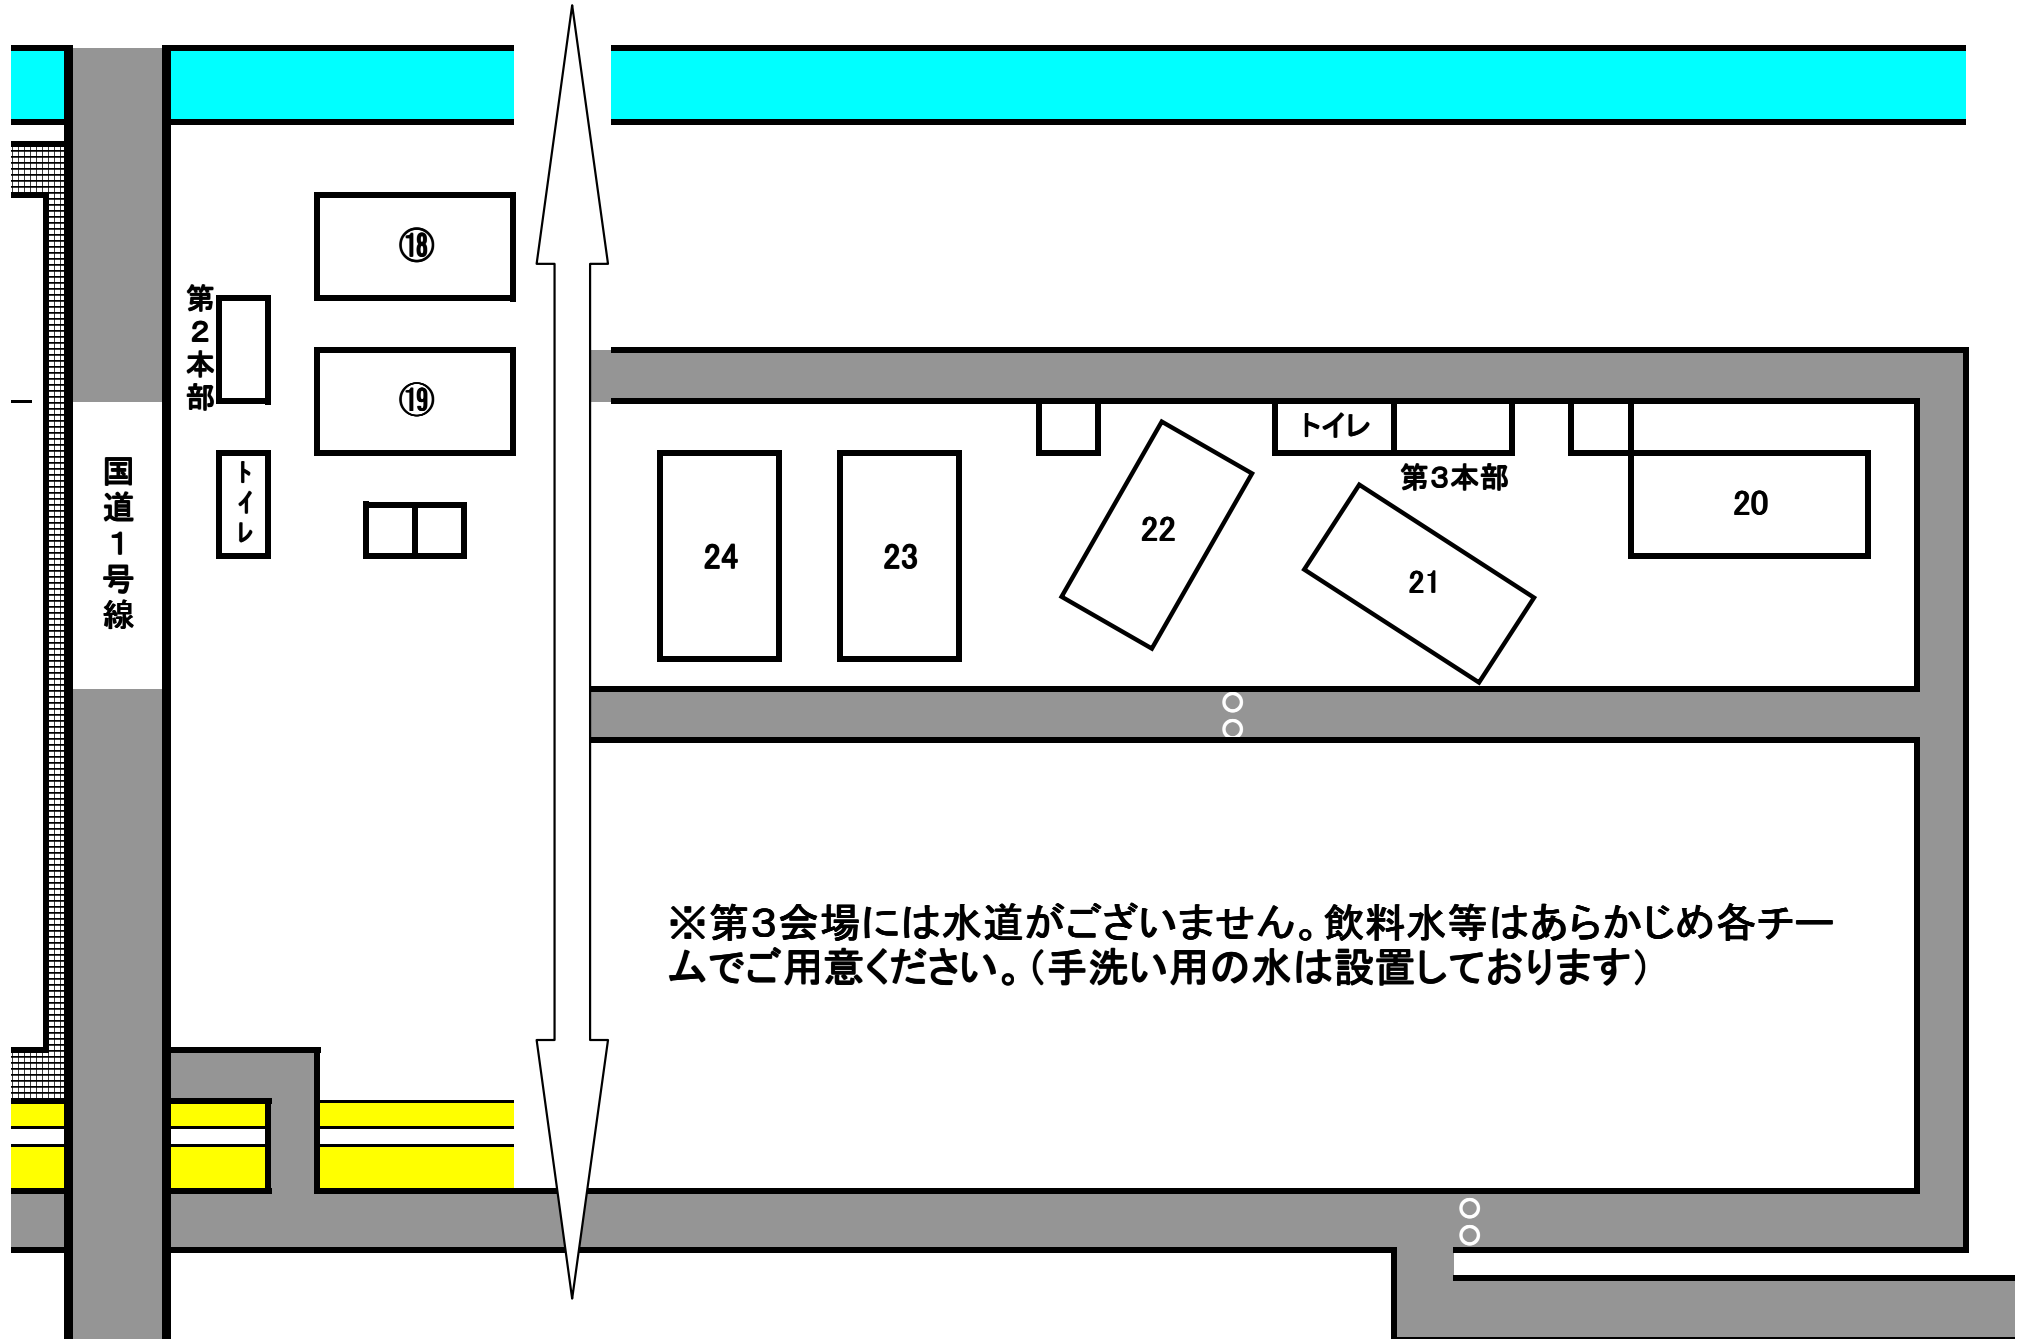 ⑱
第2本部
⑲
トイレ
国道1号線
トイレ
第3本部
20
22
24
23
21
※第3会場には水道がございません。飲料水等はあらかじめ各チー
ムでご用意ください。(手洗い用の水は設置しております)